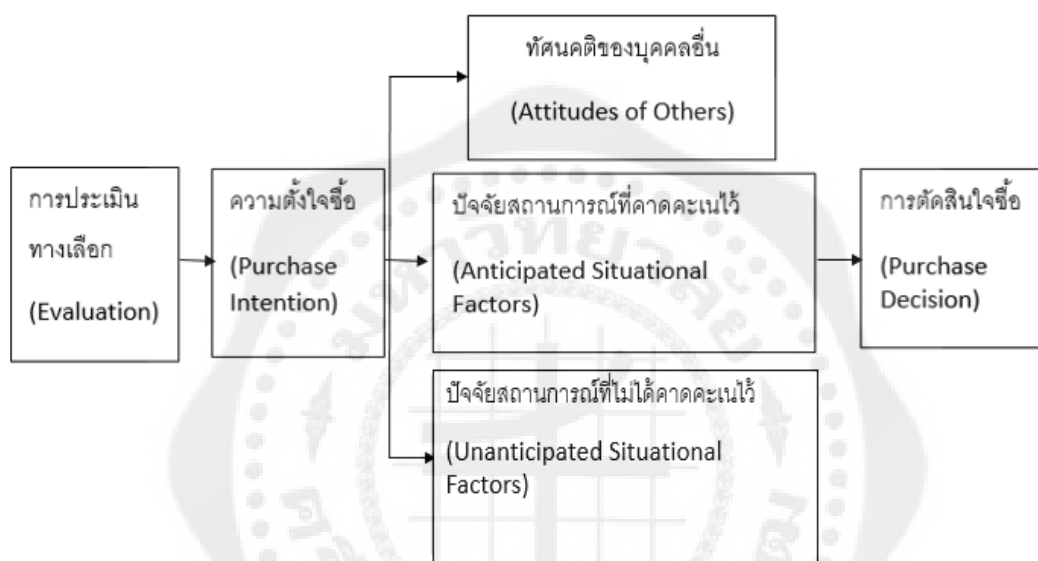 ทัศนคติของบุคคลอื่น
(Attitudes of Others)
การประเมิน
ทางเลือก
(Evaluation)
ความตั้งใจซื้อ
(Purchase
Intention)
ปัจจัยสถานการณ์ที่คาดคะเนไว้
(Anticipated Situational
Factors)
การตัดสินใจซื้อ
(Purchase
Decision)
ปัจจัยสถานการณ์ที่ไม่ได้คาดคะเนไว้
(Unanticipated Situational
Factors)